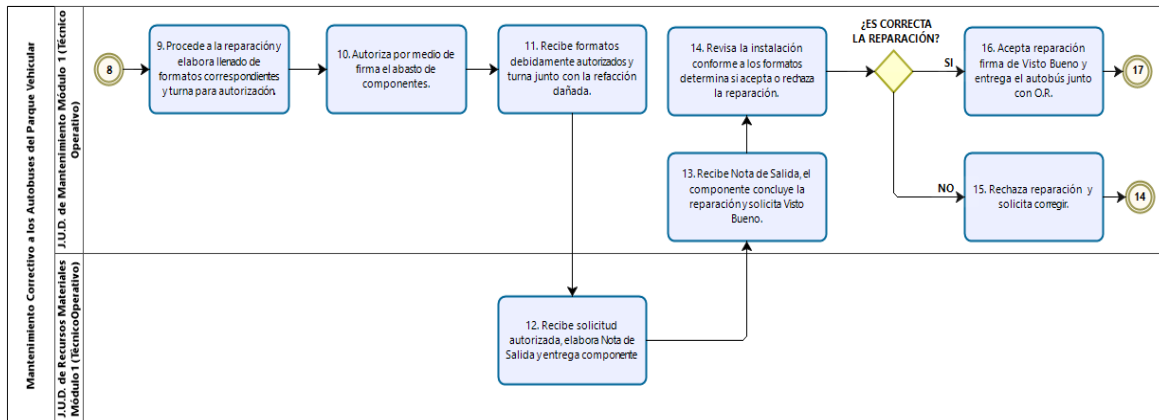 Mantenimiento Correctivo a los Autobuses del Parque Vehicular
J.U.D. de Mantenimiento Módulo 1 (Técnico
Operativo)
8
9. Procede a la reparación y
elabora llenado de
formatos correspondientes
y turna para autorización.
10. Autoriza por medio de
firma el abasto de
componentes.
11. Recibe formatos
debidamente autorizados y
turna junto con la refacción
dañada.
14. Revisa la instalación
conforme a los formatos
determina si acepta o rechaza
la reparación.
¿ES CORRECTA
LA REPARACIÓN?
SI
16. Acepta reparación
firma de Visto Bueno y
entrega el autobús junto
con O.R.
17
13. Recibe Nota de Salida, el
componente concluye la
reparación y solicita Visto
Bueno.
NO
15. Rechaza reparación y
solicita corregir.
14
J.U.D. de Recursos Materiales
Módulo1 (TécnicoOperativo)
12. Recibe solicitud
autorizada, elabora Nota de
Salida y entrega componente